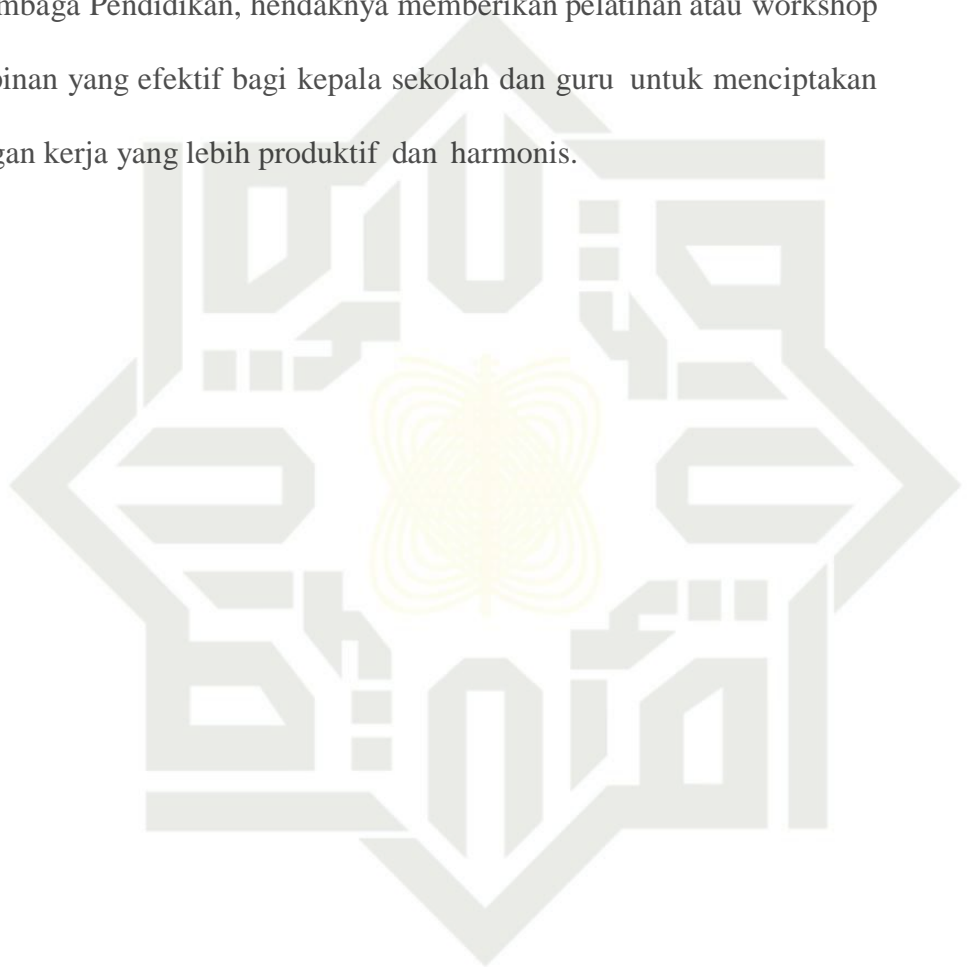 mbaga Pendidikan, hendaknya memberikan pelatihan atau workshop
pinan yang efektif bagi kepala sekolah dan guru untuk menciptakan
gan kerja yang lebih produktif dan harmonis.